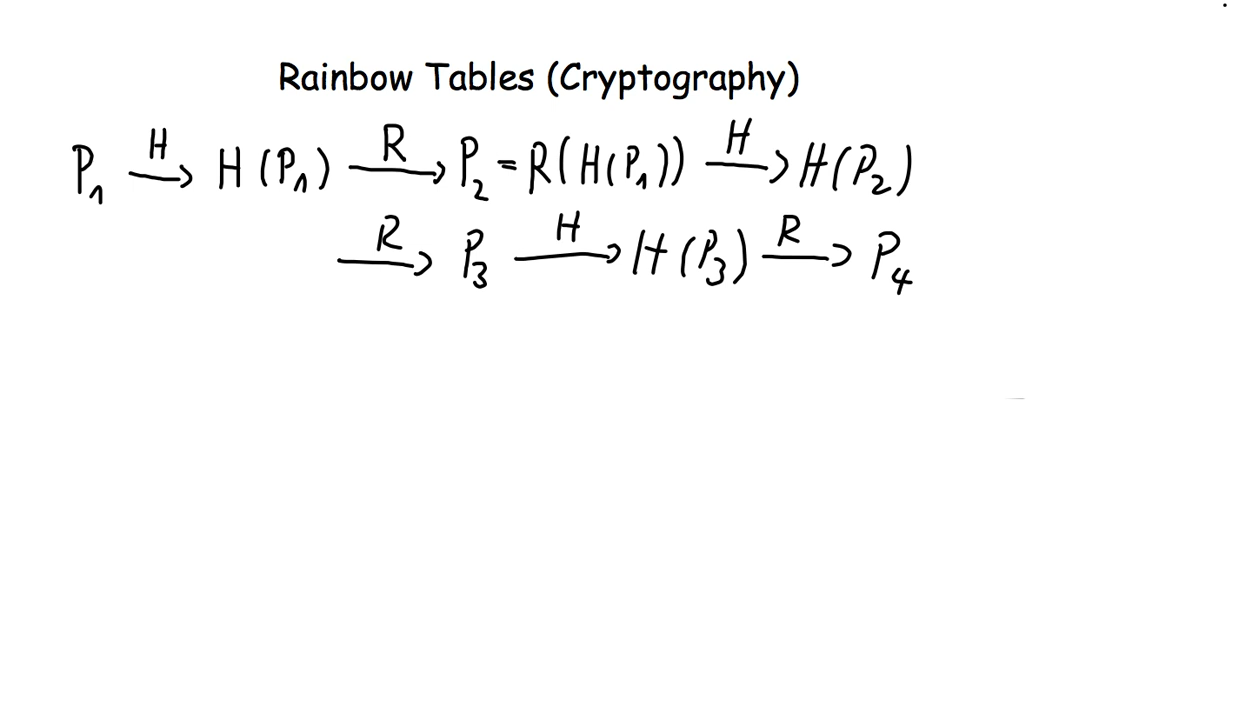 Rainbow Tables (Cryptography)
P₁ —H→ H(P₁) —R→ P₂ = R(H(P₁)) —H→ H(P₂)
—R→ P₃ —H→ H(P₃) —R→ P₄